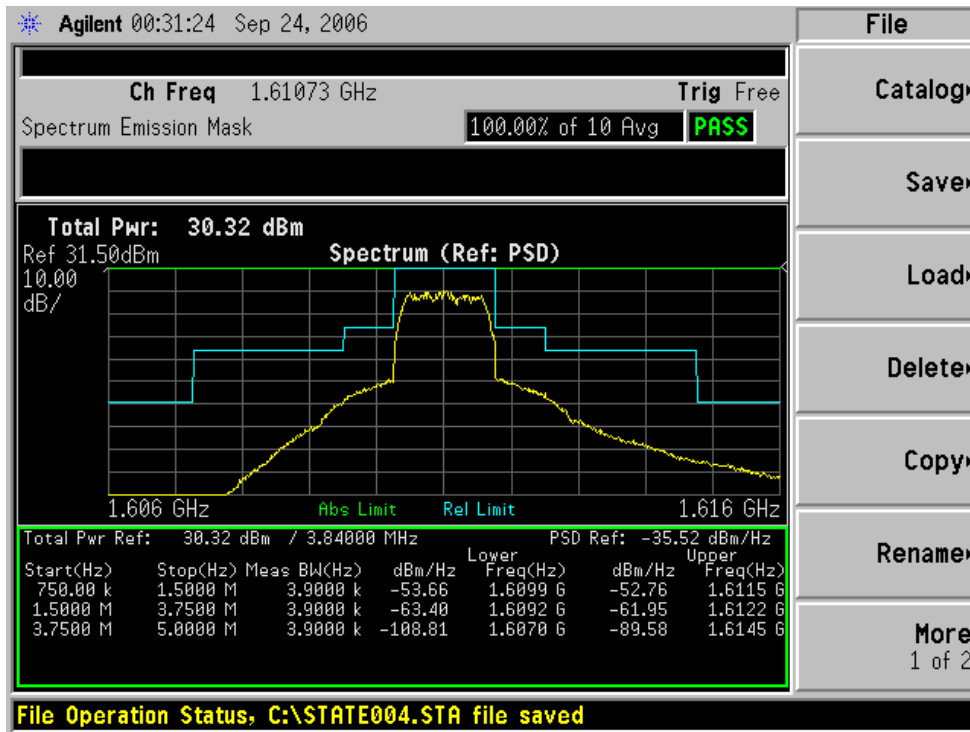 Agilent 00:31:24 Sep 24, 2006
File
Ch Freq 1.61073 GHz Trig Free
Spectrum Emission Mask 100.00% of 10 Avg PASS
Catalog
Save
Total Pwr: 30.32 dBm
Ref 31.50dBm Spectrum (Ref: PSD)
10.00
dB/
Load
Delete
Copy
1.606 GHz Abs Limit Rel Limit 1.616 GHz
Total Pwr Ref: 30.32 dBm / 3.84000 MHz PSD Ref: -35.52 dBm/Hz
Lower Upper
Start(Hz) Stop(Hz) Meas BW(Hz) dBm/Hz Freq(Hz) dBm/Hz Freq(Hz)
750.00 k 1.5000 M 3.9000 k -53.66 1.6099 G -52.76 1.6115 G
1.5000 M 3.7500 M 3.9000 k -63.40 1.6092 G -61.95 1.6122 G
3.7500 M 5.0000 M 3.9000 k -108.81 1.6070 G -89.58 1.6145 G
Rename
More
1 of 2
File Operation Status, C:\STATE004.STA file saved